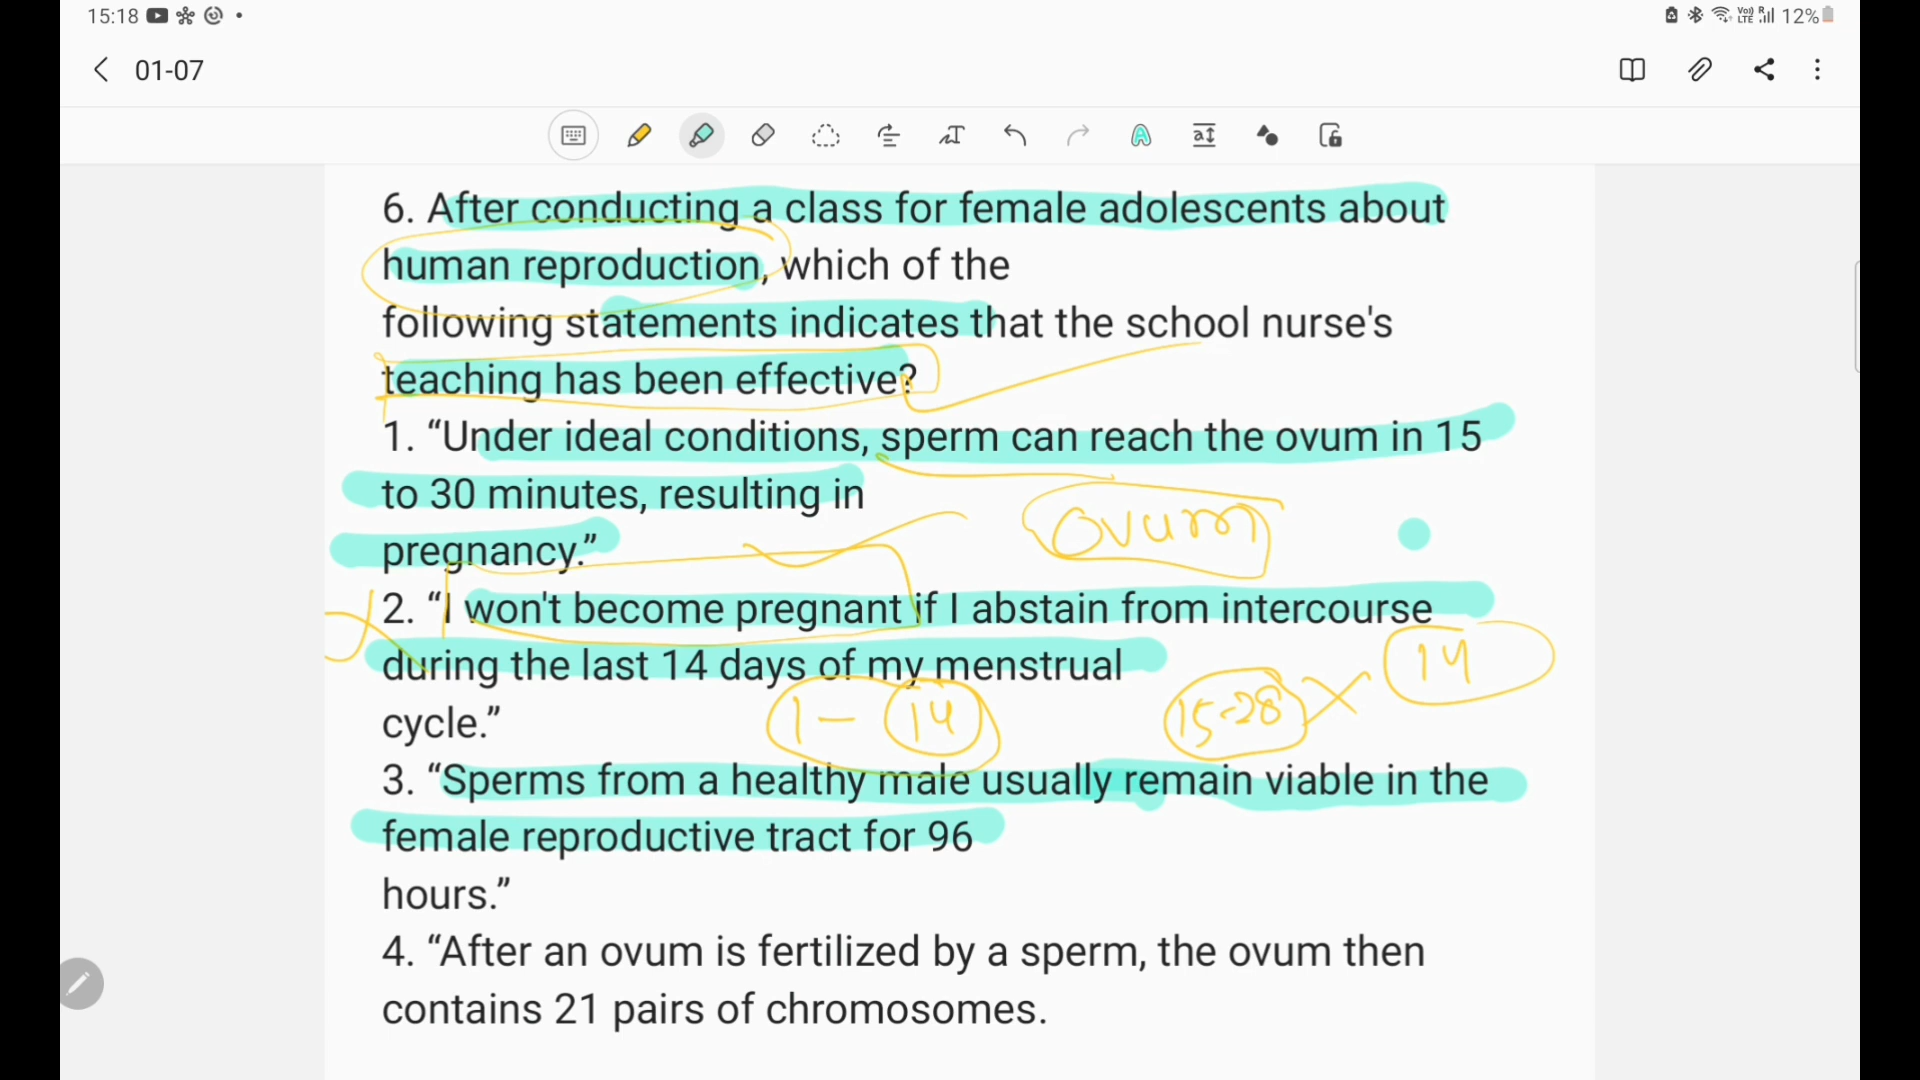 15:18
12%
01-07
6. After conducting a class for female adolescents about
human reproduction, which of the
following statements indicates that the school nurse's
teaching has been effective?
1. “Under ideal conditions, sperm can reach the ovum in 15
to 30 minutes, resulting in
ovum
pregnancy.”
2. “I won't become pregnant if I abstain from intercourse
during the last 14 days of my menstrual
14
cycle.”
1 - 14
15-28
3. “Sperms from a healthy male usually remain viable in the
female reproductive tract for 96
hours.”
4. “After an ovum is fertilized by a sperm, the ovum then
contains 21 pairs of chromosomes.